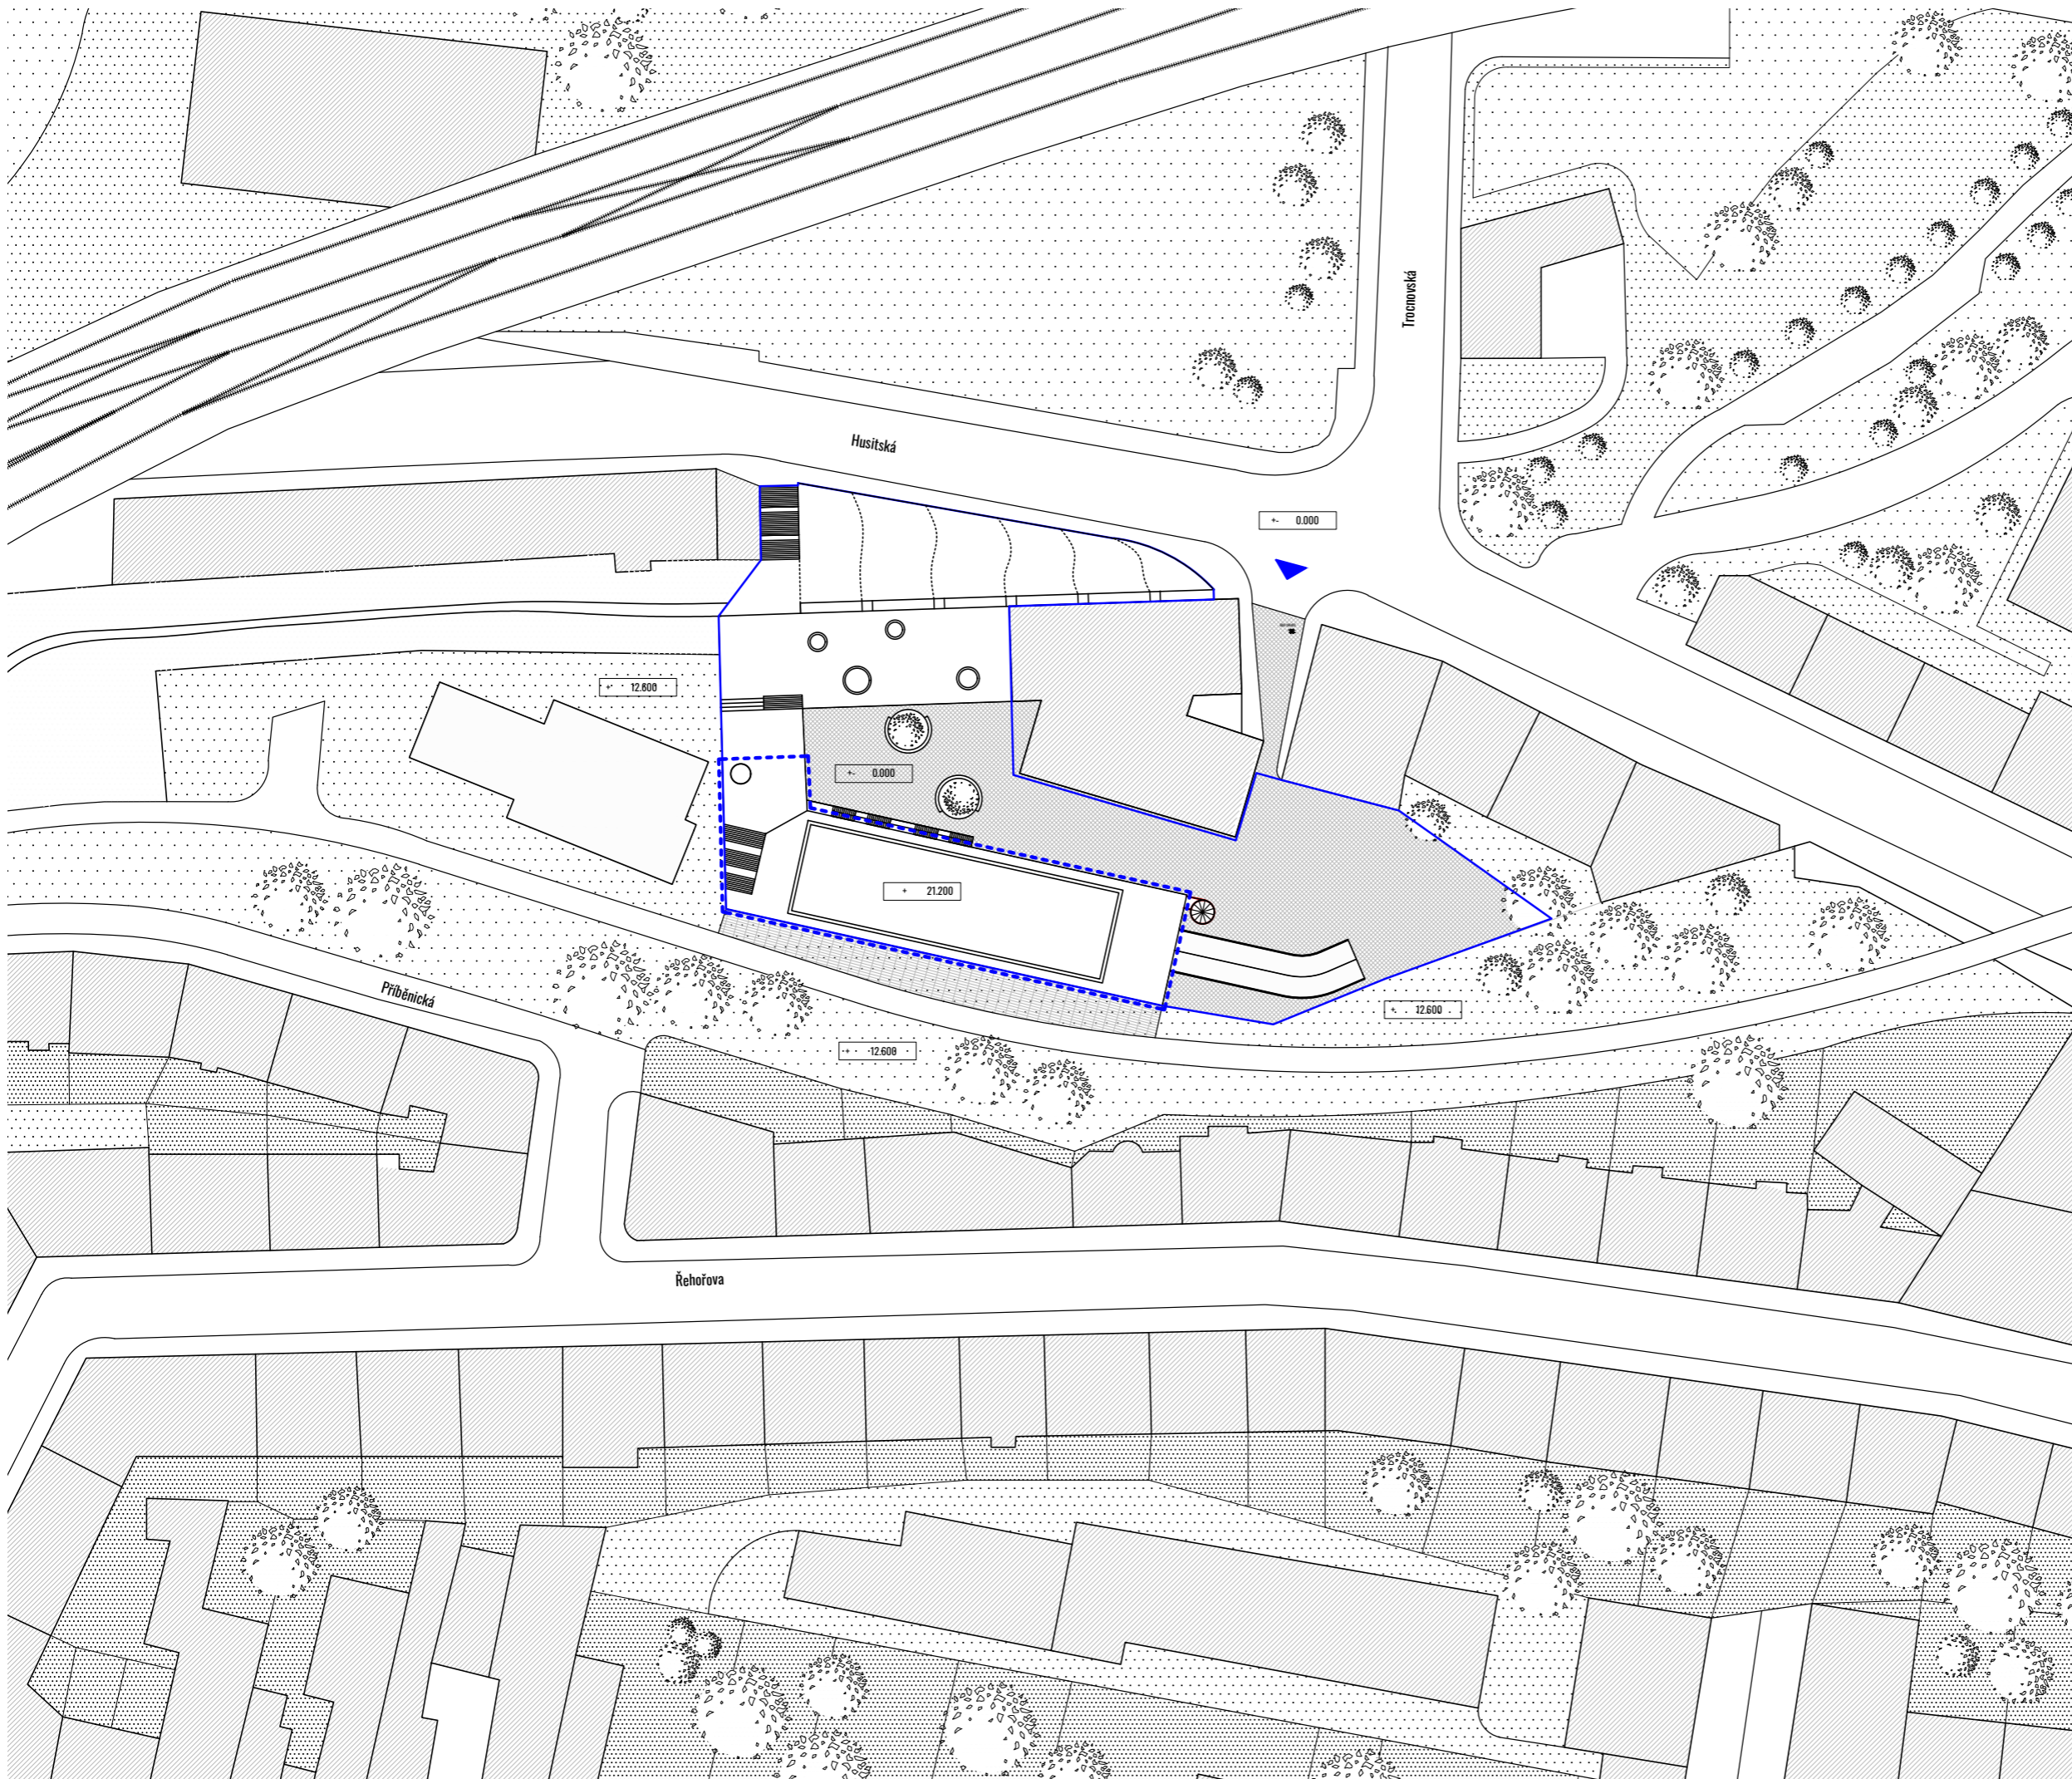 Trocnovská
Husitská
+- 0.000
+ 12.600
+- 0.000
+ 21.200
Příběnická
+ 12.600
+ 12.600
Řehořova